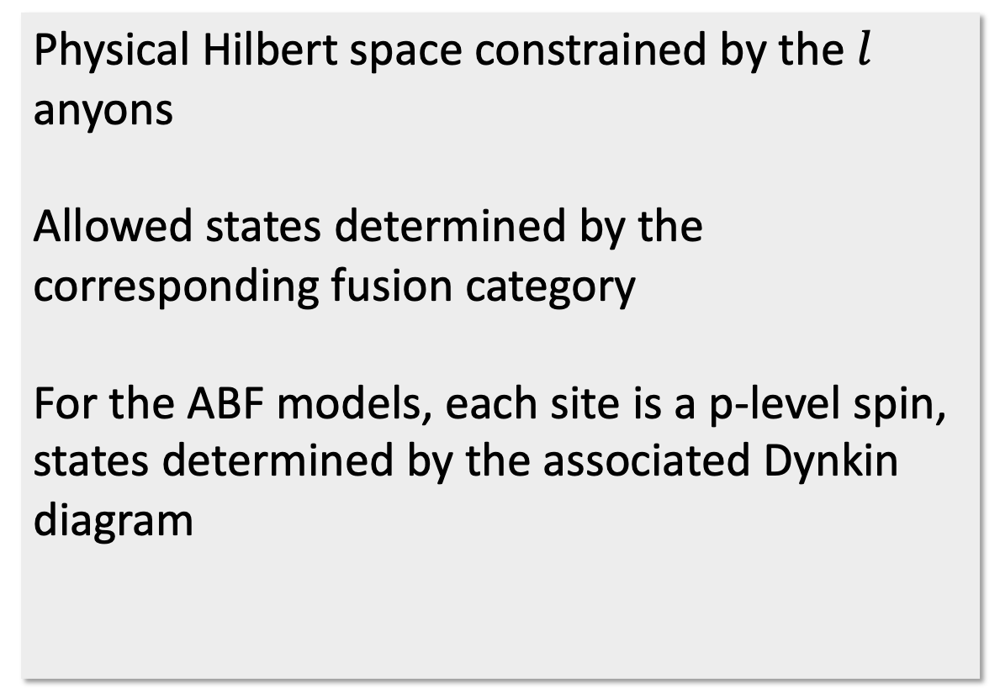 Physical Hilbert space constrained by the l
anyons
Allowed states determined by the
corresponding fusion category
For the ABF models, each site is a p-level spin,
states determined by the associated Dynkin
diagram